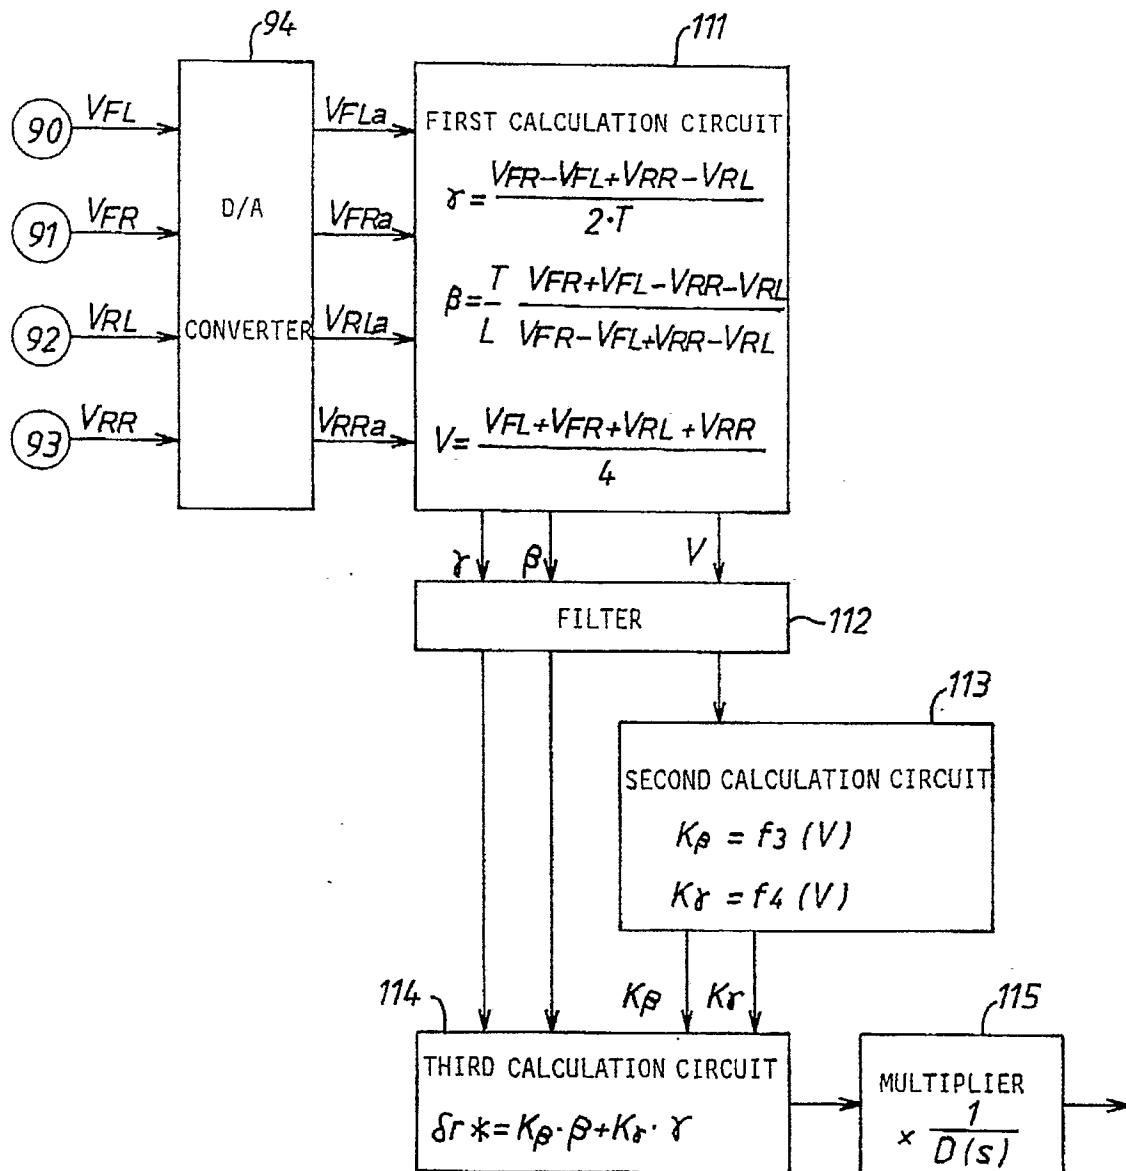 94
111
90
VFL
VFLa
91
VFR
VFRa
92
VRL
VRLa
93
VRR
VRRa
D/A
CONVERTER
FIRST CALCULATION CIRCUIT
γ = (VFR−VFL+VRR−VRL) / (2·T)
β = T/L (VFR+VFL−VRR−VRL) / (VFR−VFL+VRR−VRL)
V = (VFL+VFR+VRL+VRR) / 4
γ
β
V
FILTER
112
113
SECOND CALCULATION CIRCUIT
Kβ = f3 (V)
Kγ = f4 (V)
Kβ
Kγ
114
THIRD CALCULATION CIRCUIT
δr* = Kβ·β+Kγ·γ
115
MULTIPLIER
× 1 / D(s)